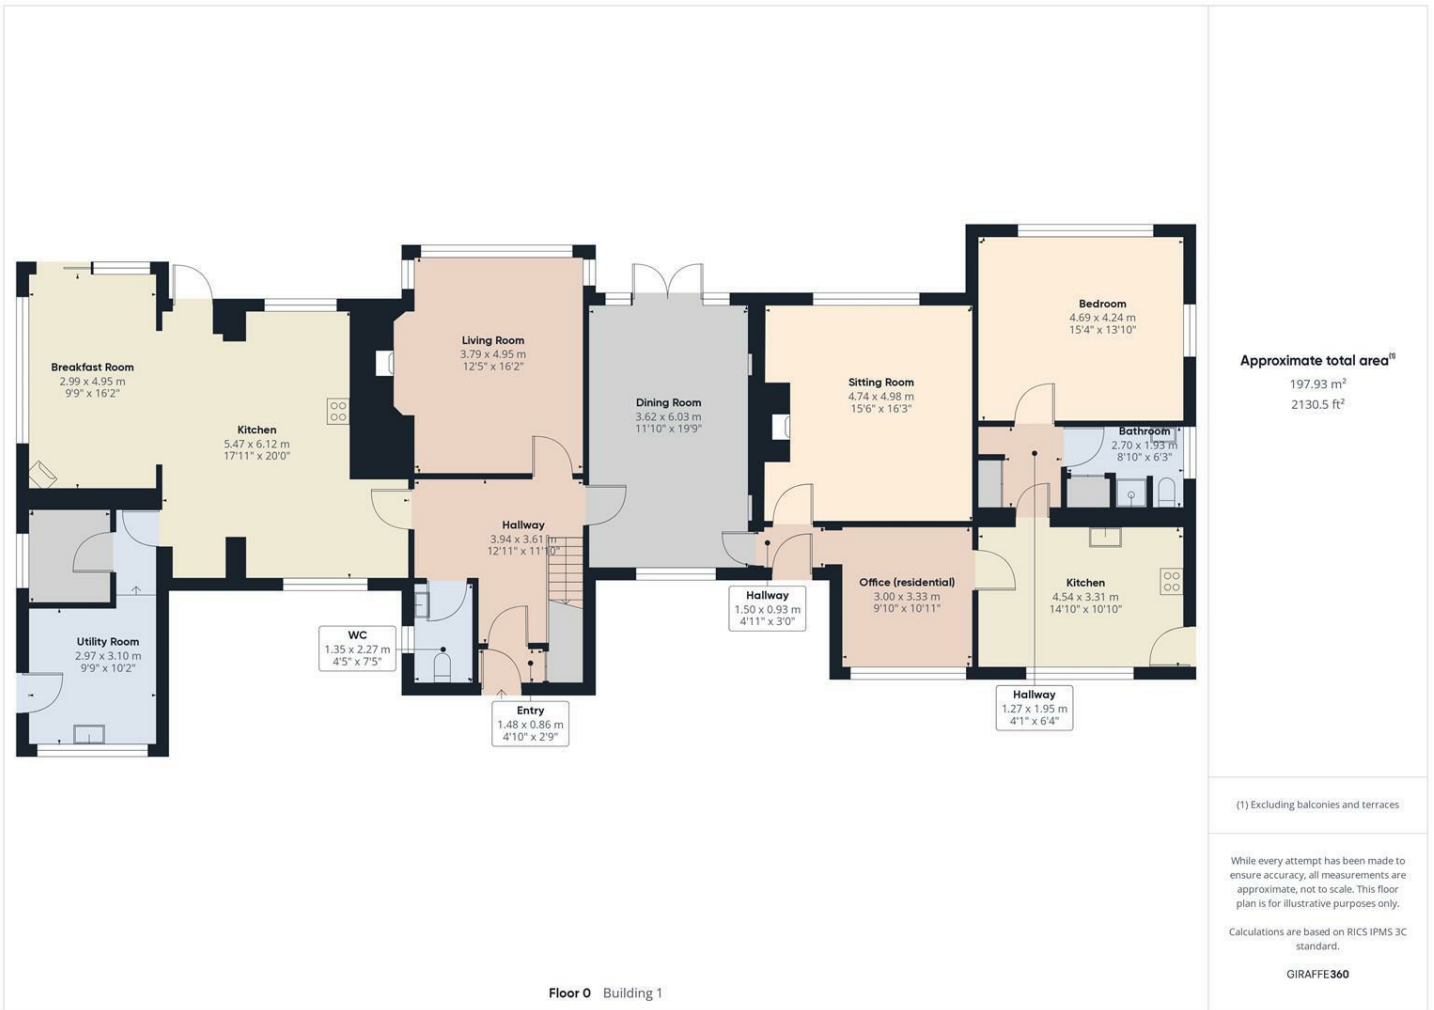 Breakfast Room
2.99 x 4.95 m
9'9" x 16'2"
Kitchen
5.47 x 6.12 m
17'11" x 20'0"
Living Room
3.79 x 4.95 m
12'5" x 16'2"
Dining Room
3.62 x 6.03 m
11'10" x 19'9"
Sitting Room
4.74 x 4.98 m
15'6" x 16'3"
Bedroom
4.69 x 4.24 m
15'4" x 13'10"
Bathroom
2.70 x 1.93 m
8'10" x 6'3"
Hallway
3.94 x 3.61 m
12'11" x 11'10"
Utility Room
2.97 x 3.10 m
9'9" x 10'2"
WC
1.35 x 2.27 m
4'5" x 7'5"
Entry
1.48 x 0.86 m
4'10" x 2'9"
Hallway
1.50 x 0.93 m
4'11" x 3'0"
Office (residential)
3.00 x 3.33 m
9'10" x 10'11"
Kitchen
4.54 x 3.31 m
14'10" x 10'10"
Hallway
1.27 x 1.95 m
4'1" x 6'4"
Floor 0 Building 1
Approximate total area(1)
197.93 m²
2130.5 ft²
(1) Excluding balconies and terraces
While every attempt has been made to
ensure accuracy, all measurements are
approximate, not to scale. This floor
plan is for illustrative purposes only.
Calculations are based on RICS IPMS 3C
standard.
GIRAFFE360